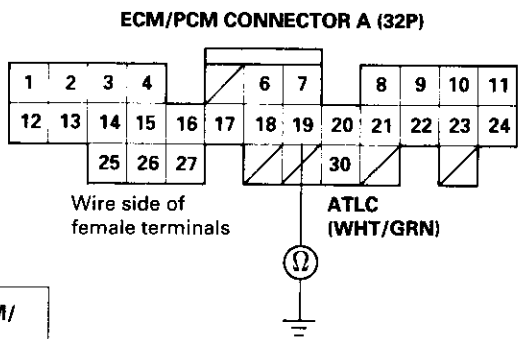 ECM/PCM CONNECTOR A (32P)
1 2 3 4 6 7 8 9 10 11
12 13 14 15 16 17 18 19 20 21 22 23 24
25 26 27 30
Wire side of
female terminals
ATLC
(WHT/GRN)
Ω
M/